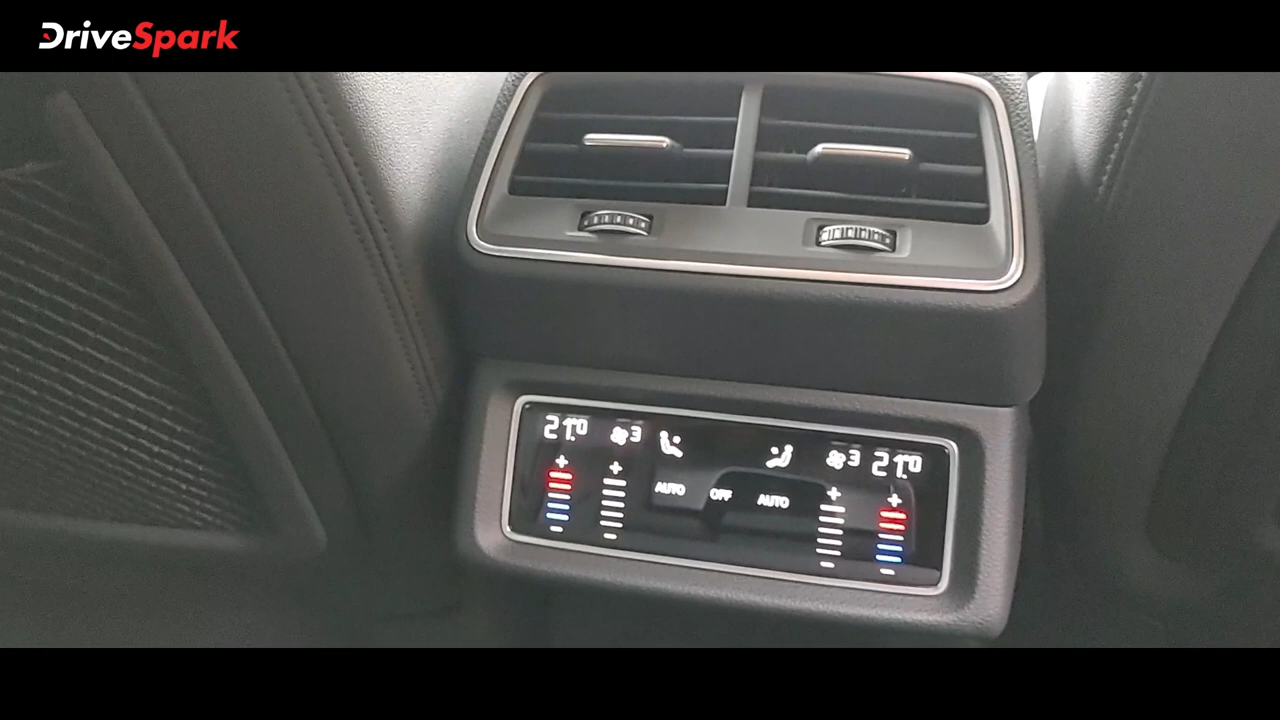 DriveSpark
21.0 3 3 21.0
+ + + +
AUTO OFF AUTO
- - - -